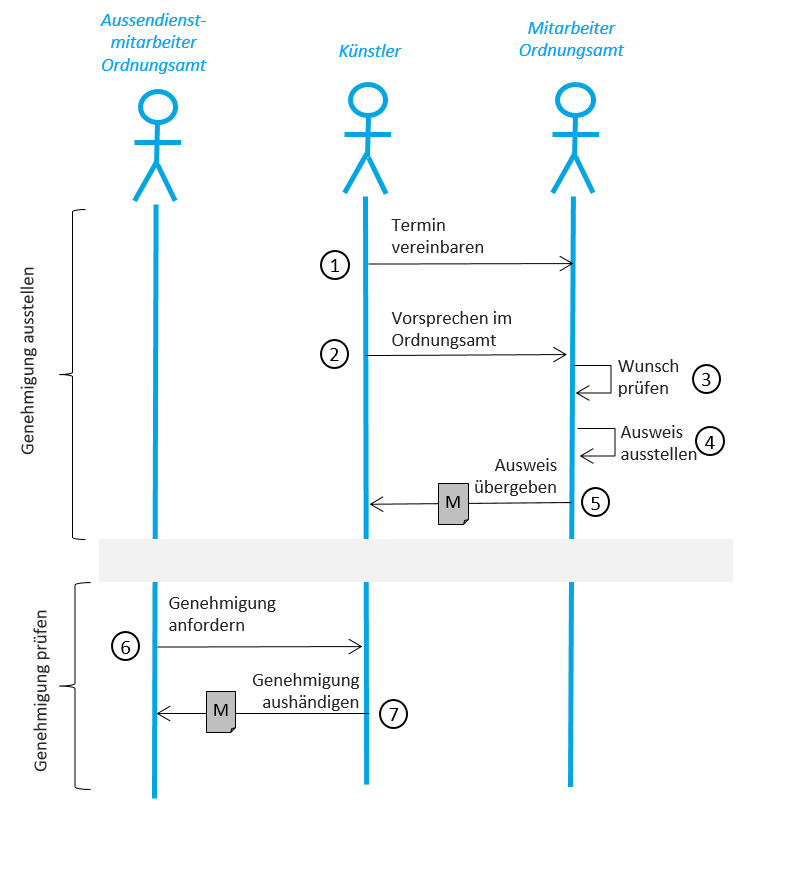 Aussendienst-
mitarbeiter
Ordnungsamt
Künstler
Mitarbeiter
Ordnungsamt
Genehmigung ausstellen
Termin
vereinbaren
1
Vorsprechen im
Ordnungsamt
2
Wunsch
prüfen
3
Ausweis
ausstellen
4
Ausweis
übergeben
M
5
Genehmigung prüfen
Genehmigung
anfordern
6
Genehmigung
aushändigen
M
7